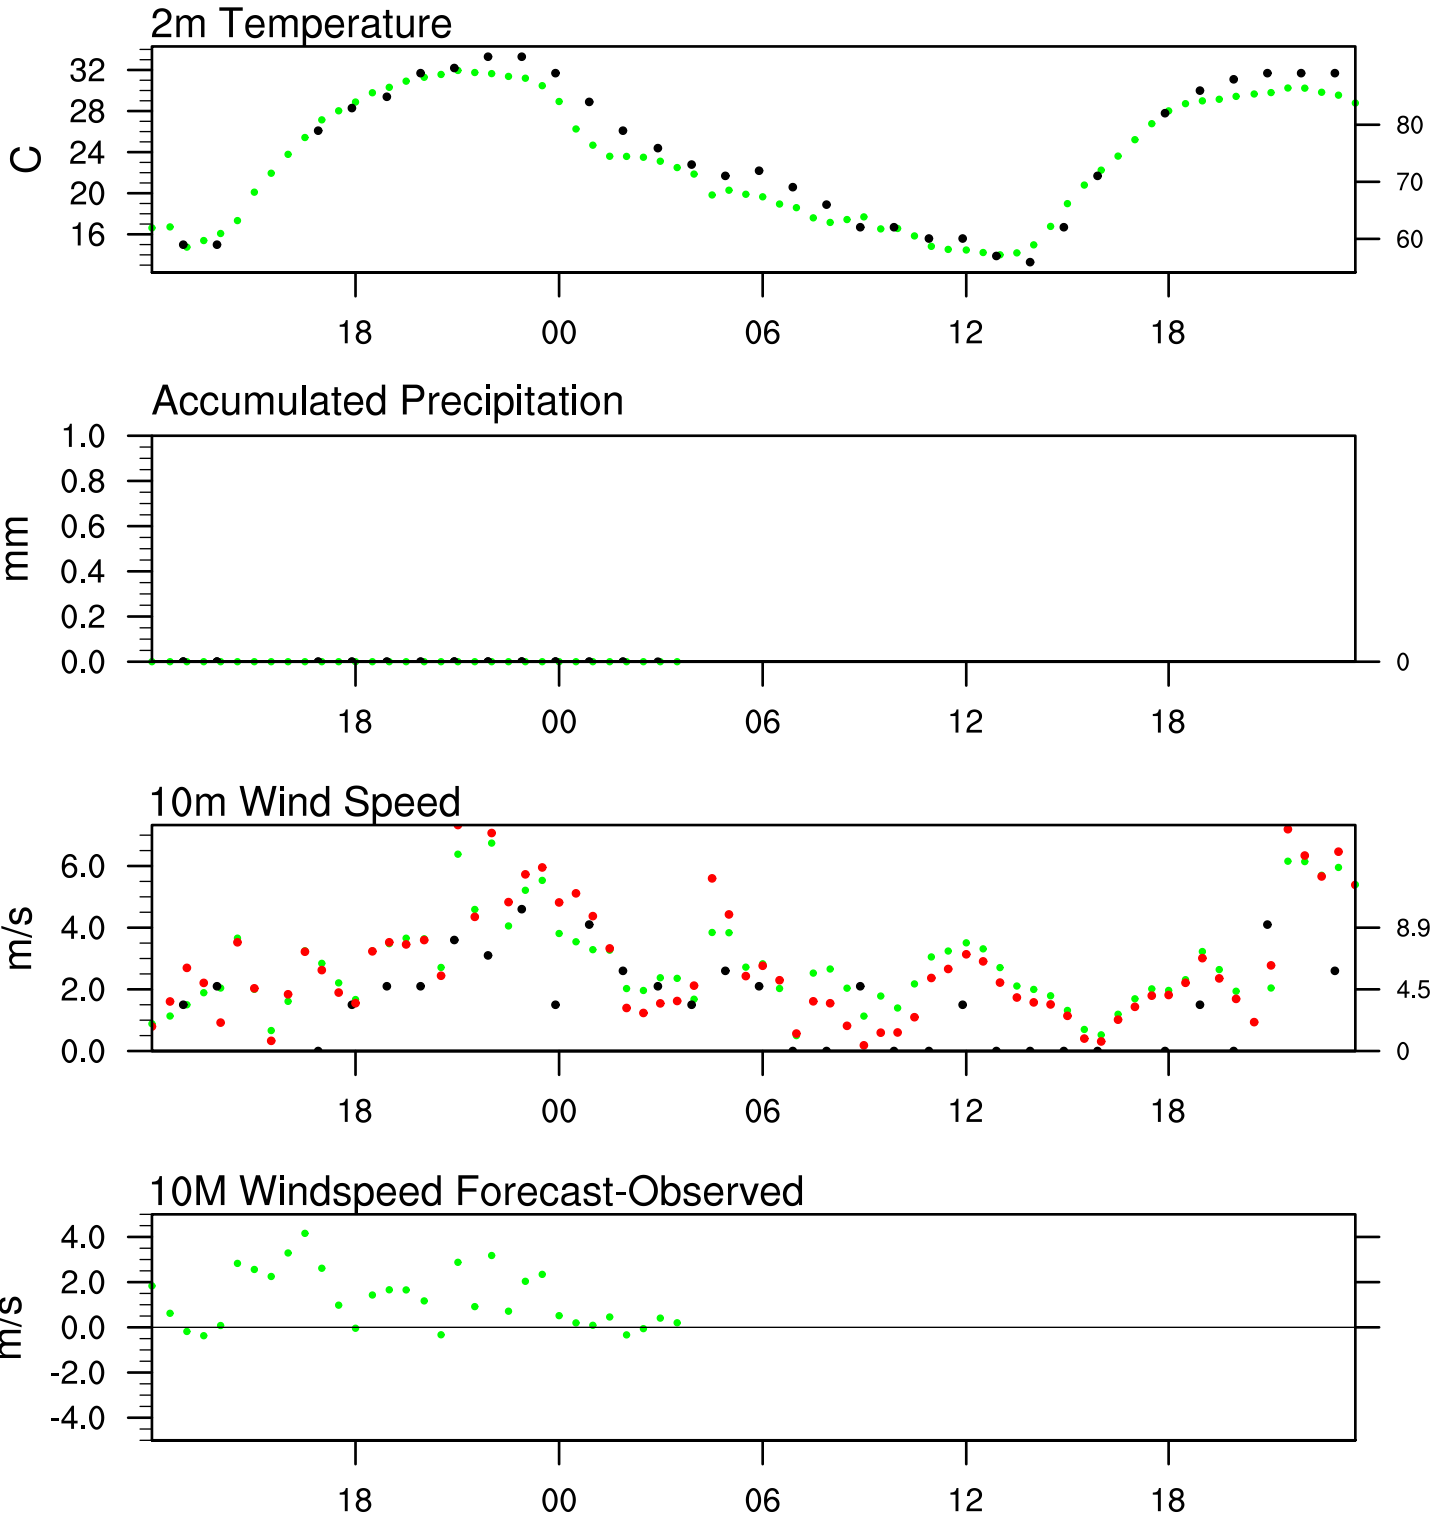 2m Temperature
32
28
24
20
16
C
80
70
60
18 00 06 12 18
Accumulated Precipitation
1.0
0.8
0.6
0.4
0.2
0.0
mm
0
18 00 06 12 18
10m Wind Speed
6.0
4.0
2.0
0.0
m/s
8.9
4.5
0
18 00 06 12 18
10M Windspeed Forecast-Observed
4.0
2.0
0.0
-2.0
-4.0
m/s
18 00 06 12 18